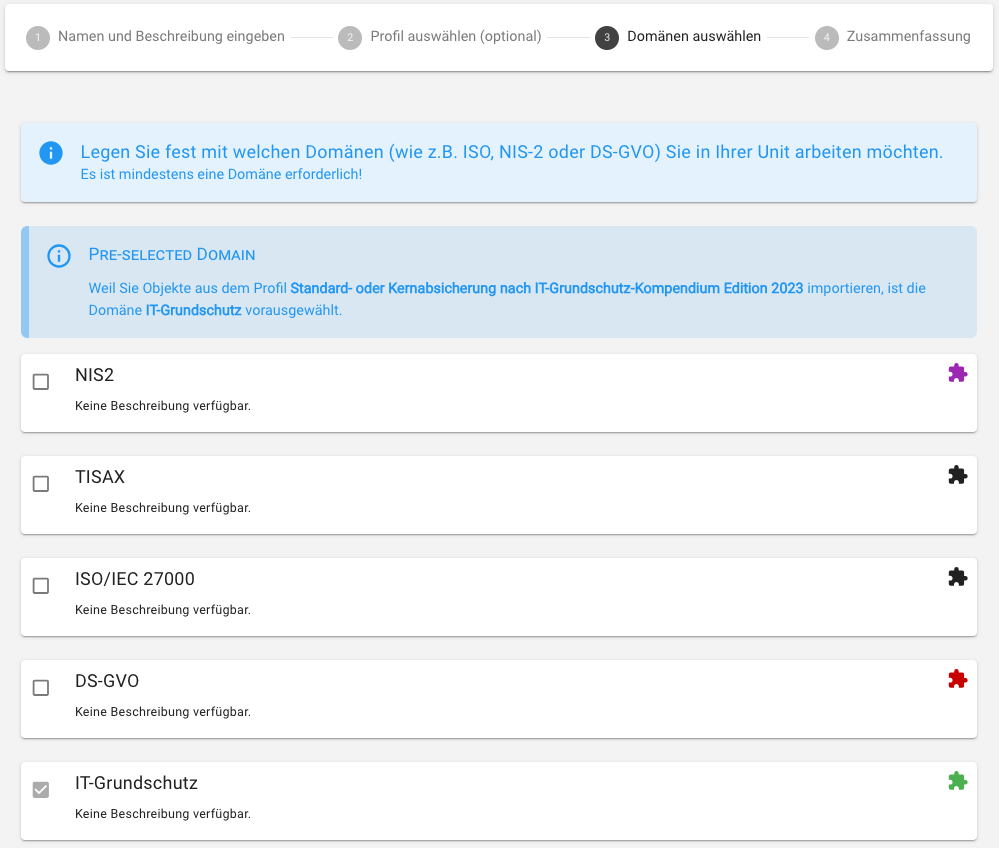 1 Namen und Beschreibung eingeben 2 Profil auswählen (optional) 3 Domänen auswählen 4 Zusammenfassung
Legen Sie fest mit welchen Domänen (wie z.B. ISO, NIS-2 oder DS-GVO) Sie in Ihrer Unit arbeiten möchten.
Es ist mindestens eine Domäne erforderlich!
Pre-selected Domain
Weil Sie Objekte aus dem Profil Standard- oder Kernabsicherung nach IT-Grundschutz-Kompendium Edition 2023 importieren, ist die
Domäne IT-Grundschutz vorausgewählt.
NIS2
Keine Beschreibung verfügbar.
TISAX
Keine Beschreibung verfügbar.
ISO/IEC 27000
Keine Beschreibung verfügbar.
DS-GVO
Keine Beschreibung verfügbar.
IT-Grundschutz
Keine Beschreibung verfügbar.